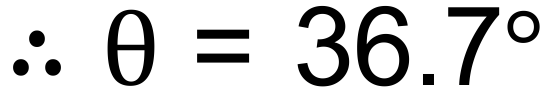 ∴ θ = 36.7°